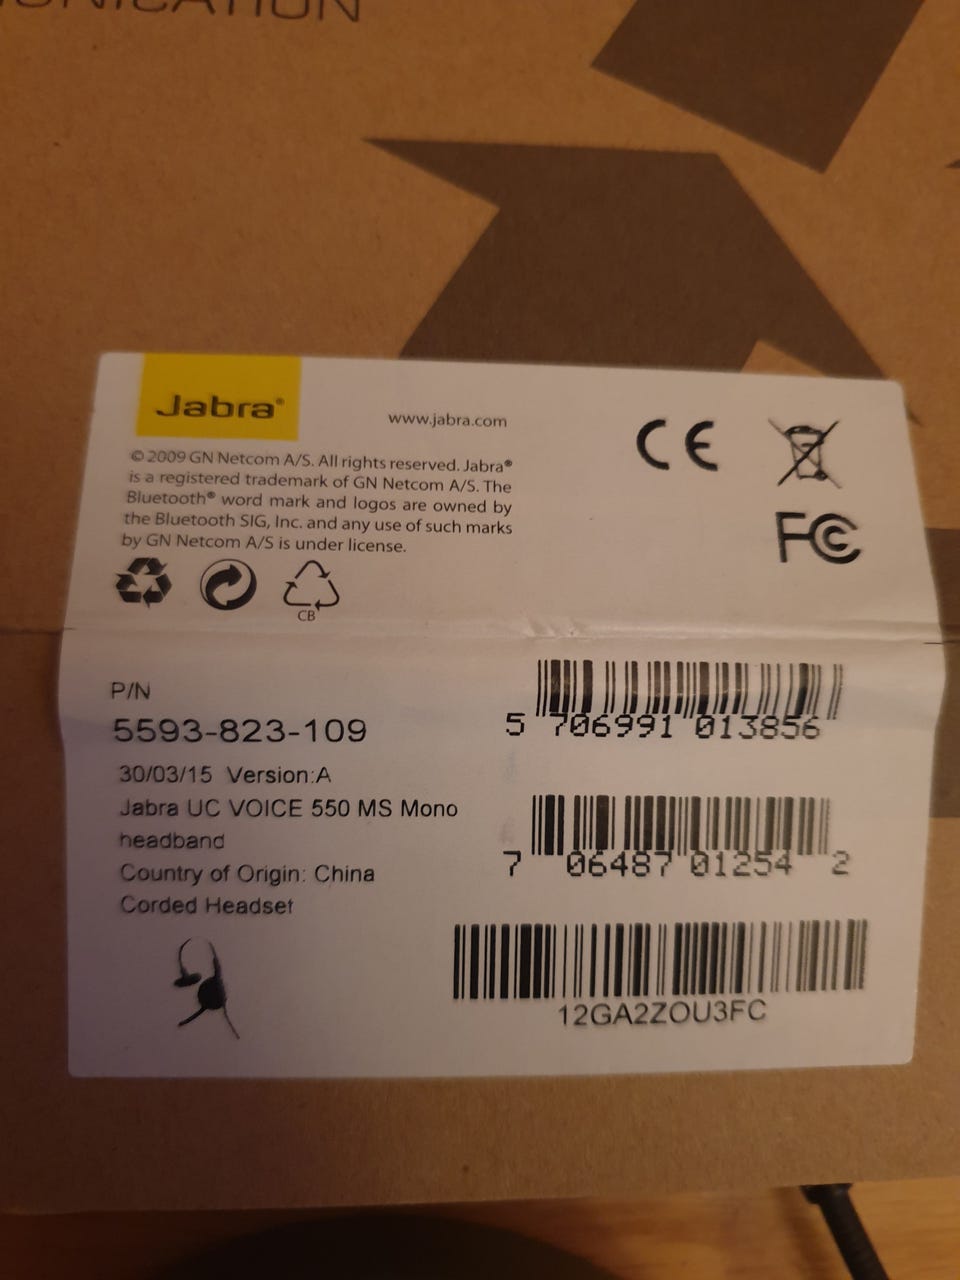 Jabra®
www.jabra.com
© 2009 GN Netcom A/S. All rights reserved. Jabra®
is a registered trademark of GN Netcom A/S. The
Bluetooth® word mark and logos are owned by
the Bluetooth SIG, Inc. and any use of such marks
by GN Netcom A/S is under license.
CE
FC
CB
P/N
5593-823-109
30/03/15 Version:A
Jabra UC VOICE 550 MS Mono
headband
Country of Origin: China
Corded Headset
5 706991 013856
7 06487 01254 2
12GA2ZOU3FC